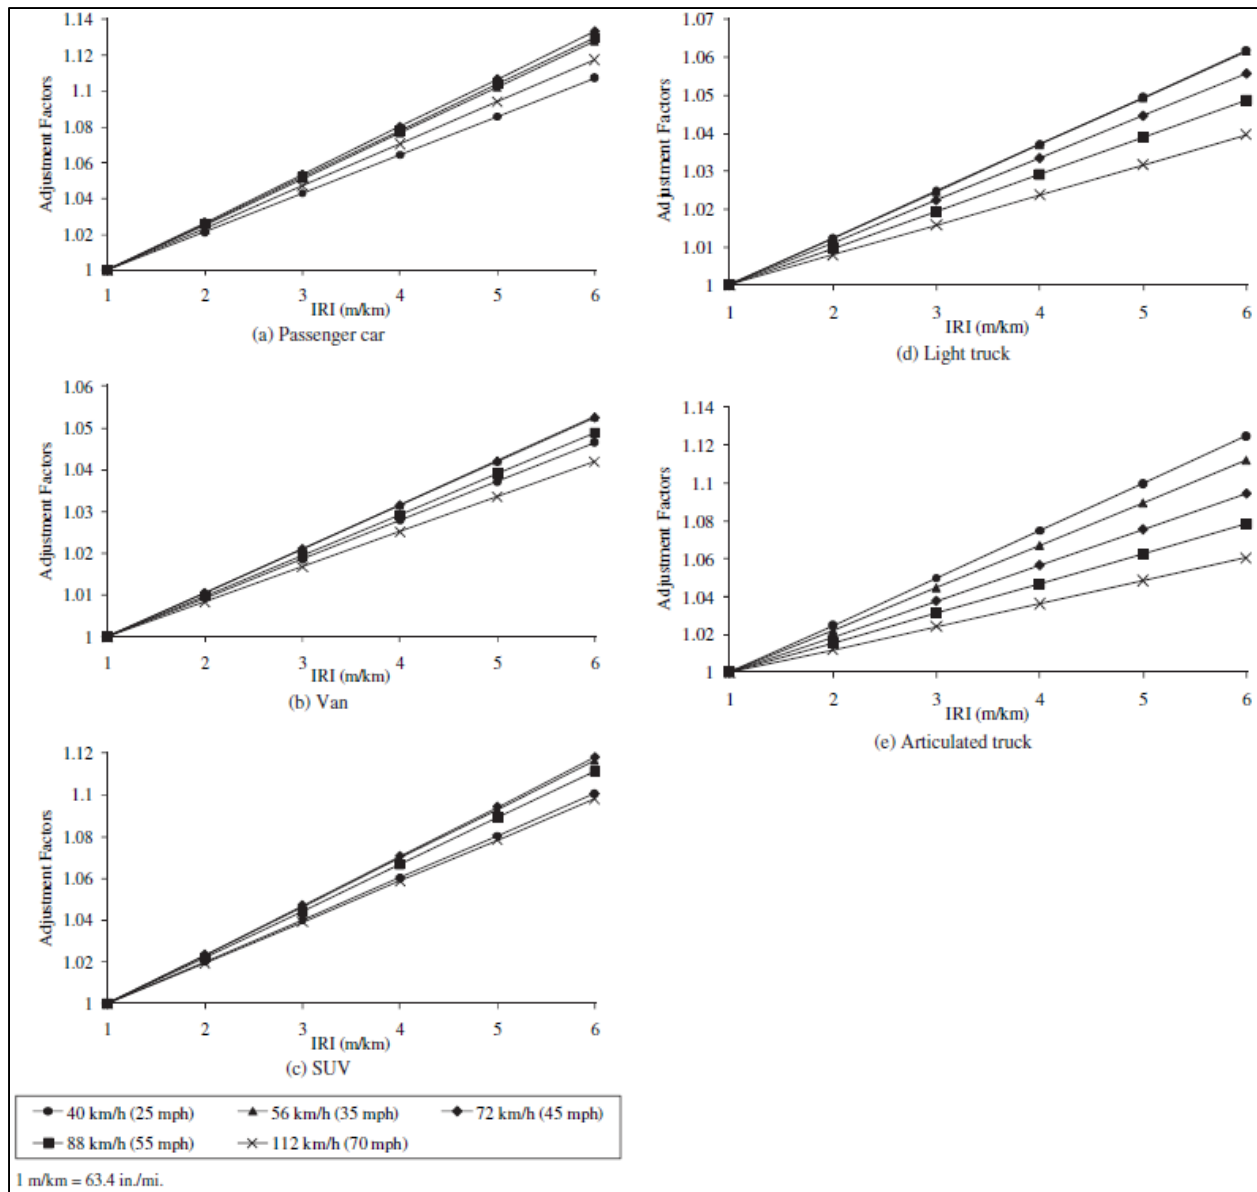 Adjustment Factors
1.14
1.12
1.1
1.08
1.06
1.04
1.02
1
1 2 3 4 5 6
IRI (m/km)
(a) Passenger car
Adjustment Factors
1.06
1.05
1.04
1.03
1.02
1.01
1
1 2 3 4 5 6
IRI (m/km)
(b) Van
Adjustment Factors
1.12
1.1
1.08
1.06
1.04
1.02
1
1 2 3 4 5 6
IRI (m/km)
(c) SUV
Adjustment Factors
1.07
1.06
1.05
1.04
1.03
1.02
1.01
1
1 2 3 4 5 6
IRI (m/km)
(d) Light truck
Adjustment Factors
1.14
1.12
1.1
1.08
1.06
1.04
1.02
1
1 2 3 4 5 6
IRI (m/km)
(e) Articulated truck
40 km/h (25 mph) 56 km/h (35 mph) 72 km/h (45 mph)
88 km/h (55 mph) 112 km/h (70 mph)
1 m/km = 63.4 in./mi.